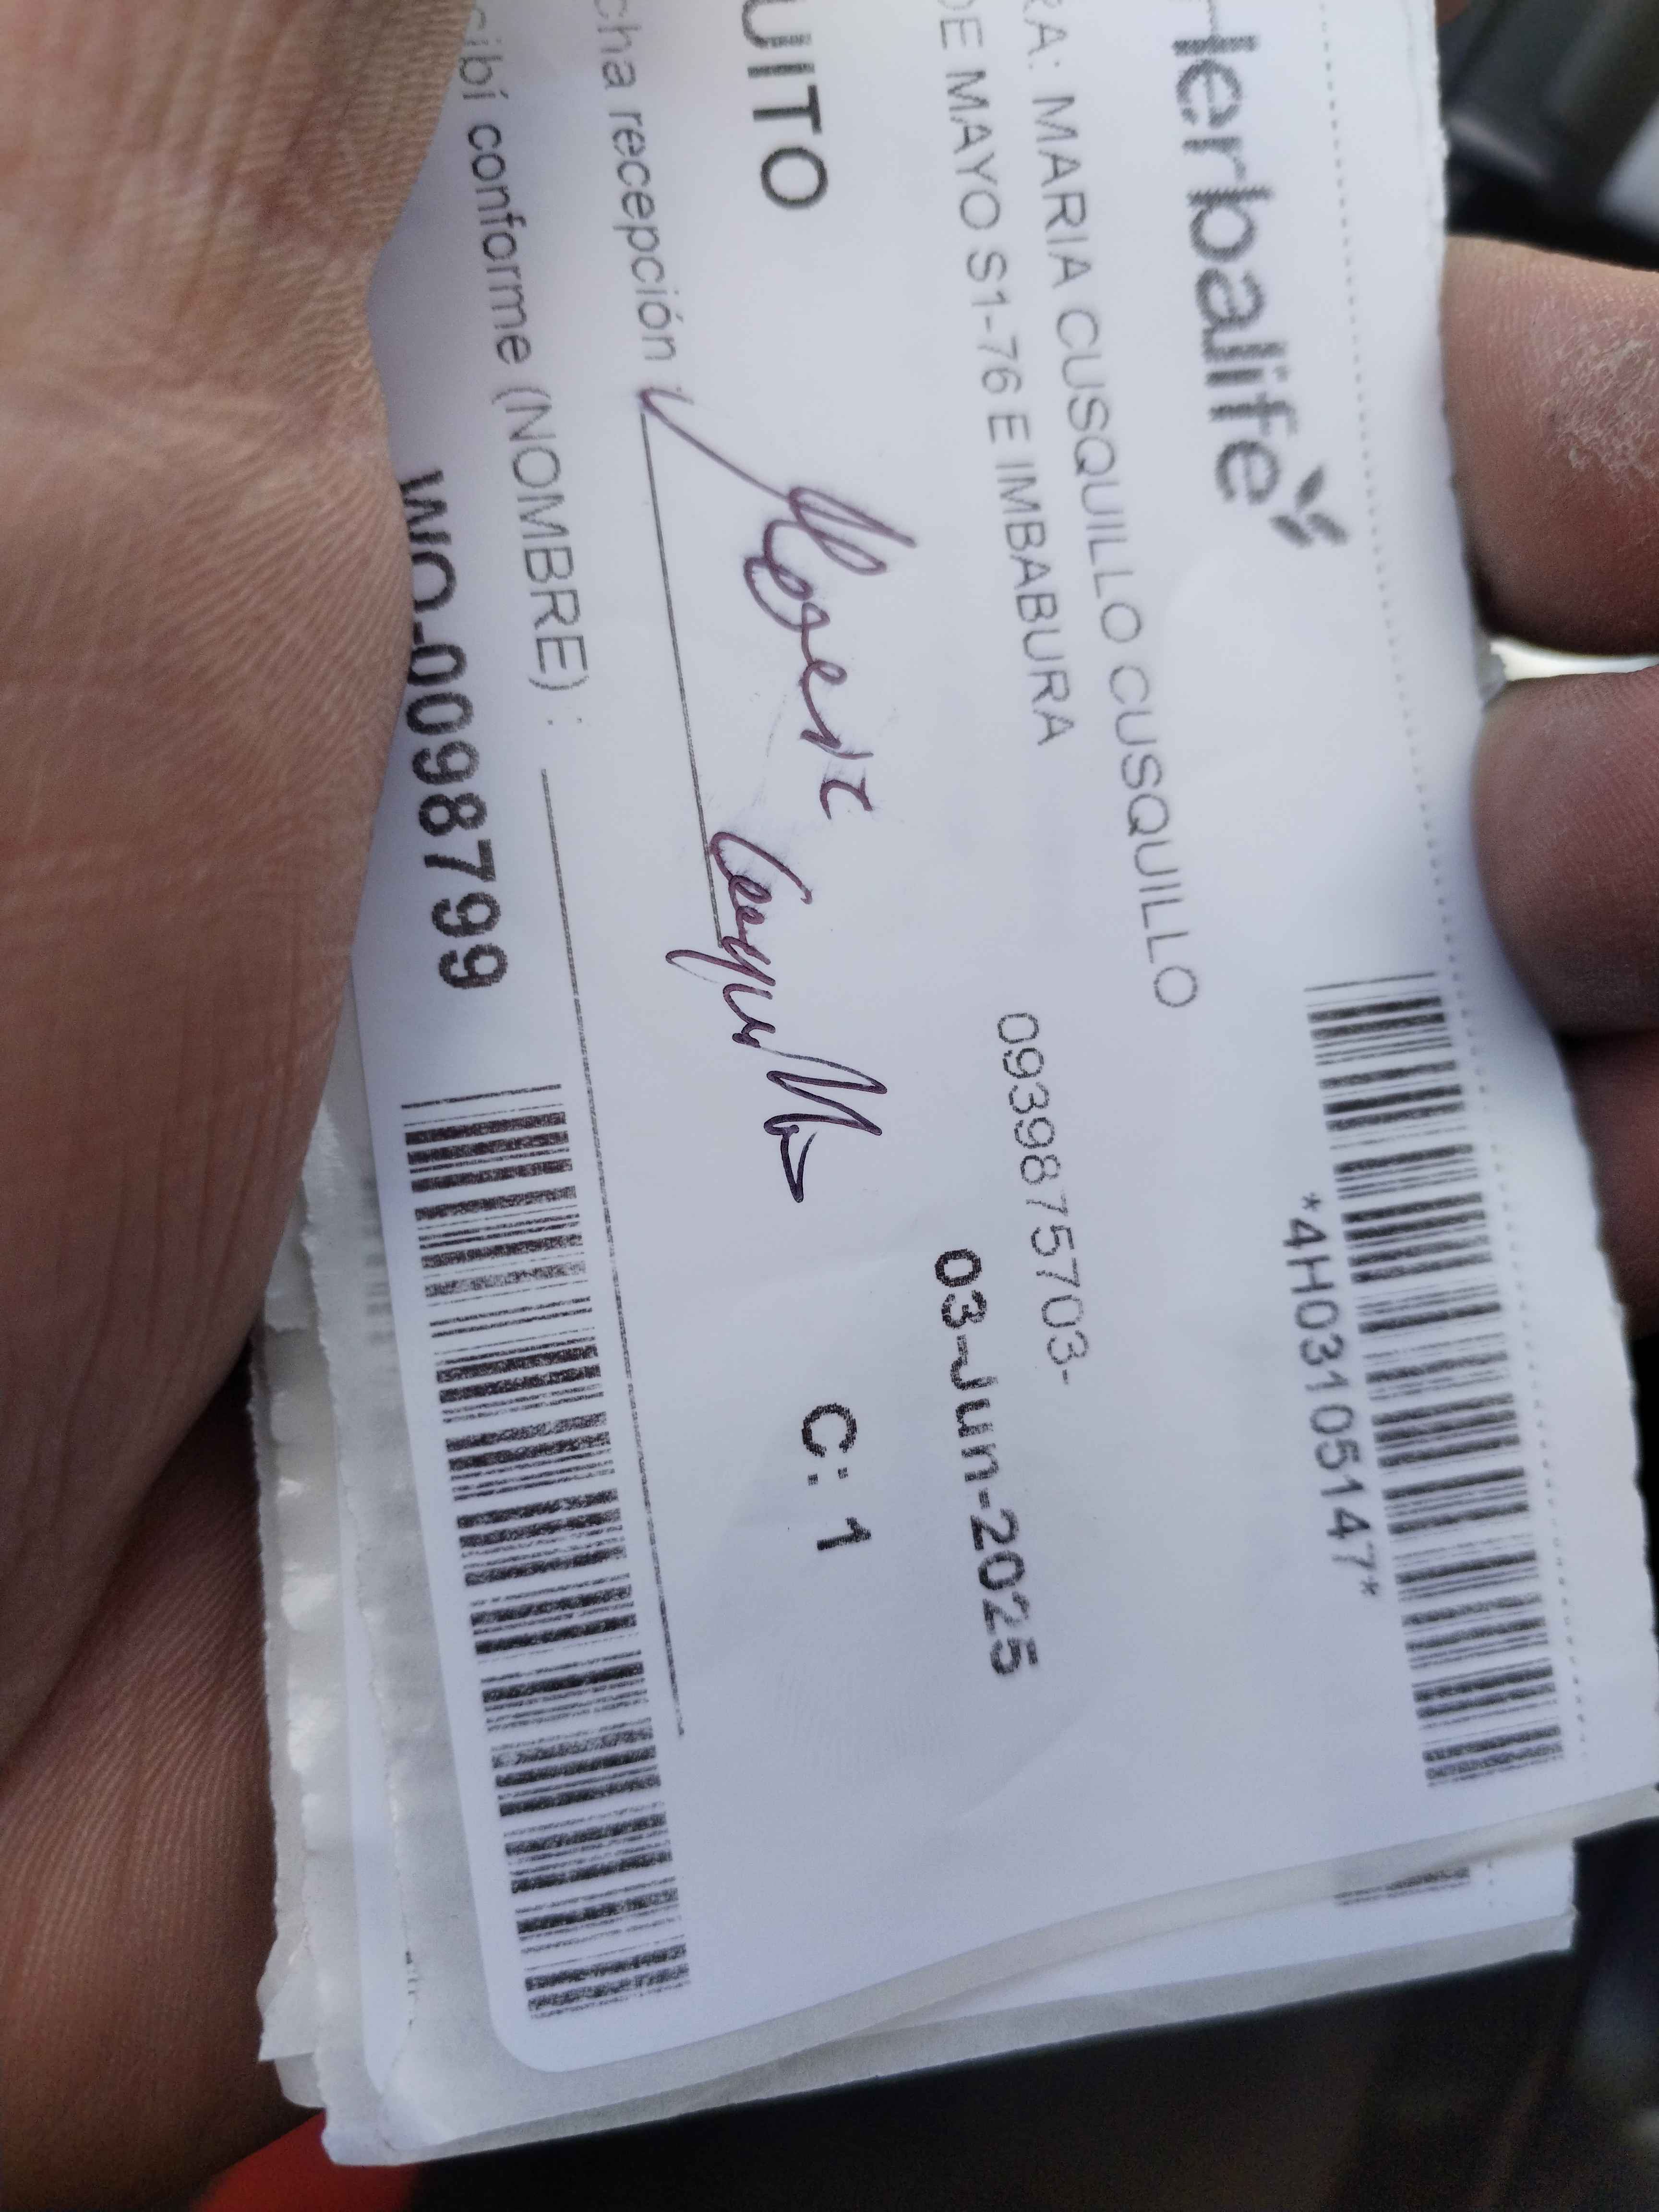 Herbalife
*4H03105147*
RA: MARIA CUSQUILLO CUSQUILLO
DE MAYO S1-76 E IMBABURA
0939875703-
03-Jun-2025
UITO
C: 1
cha recepción
cibí conforme (NOMBRE) :
WQ-00987799